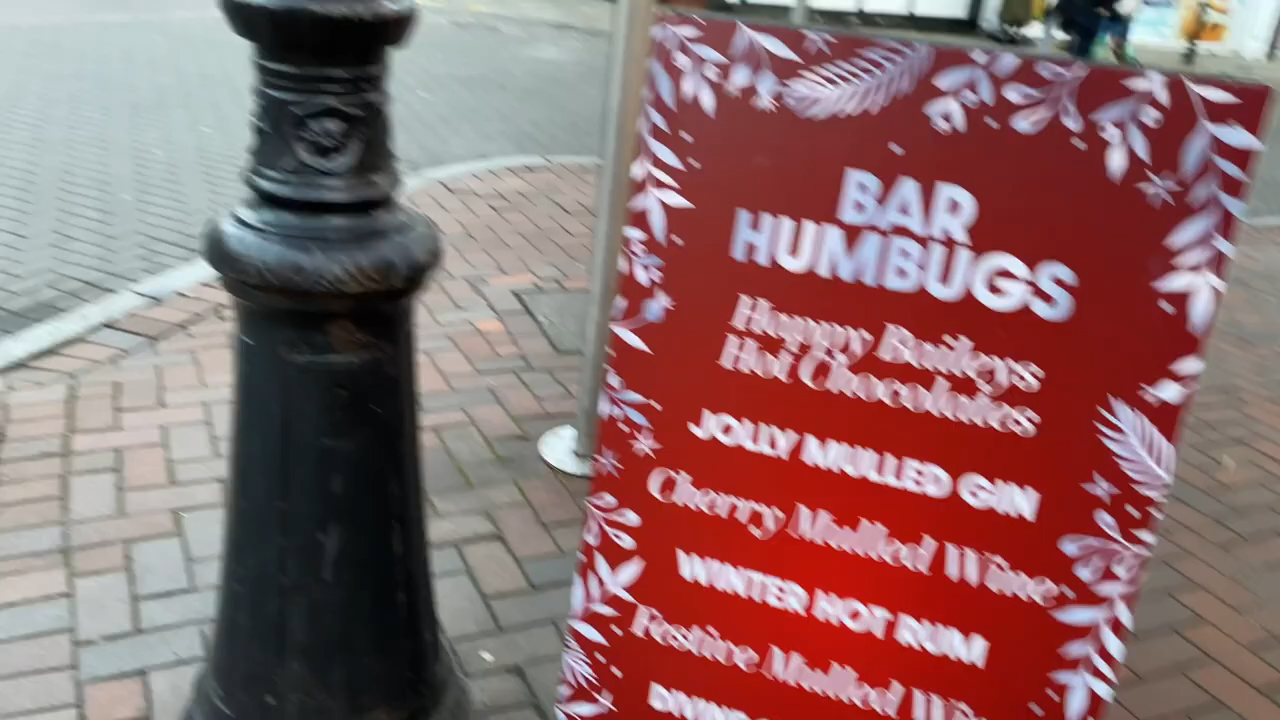 BAR
HUMBUGS
Happy Baileys
Hot Chocolates
JOLLY MULLED GIN
Cherry Mulled Wine
WINTER HOT RUM
Festive Mulled